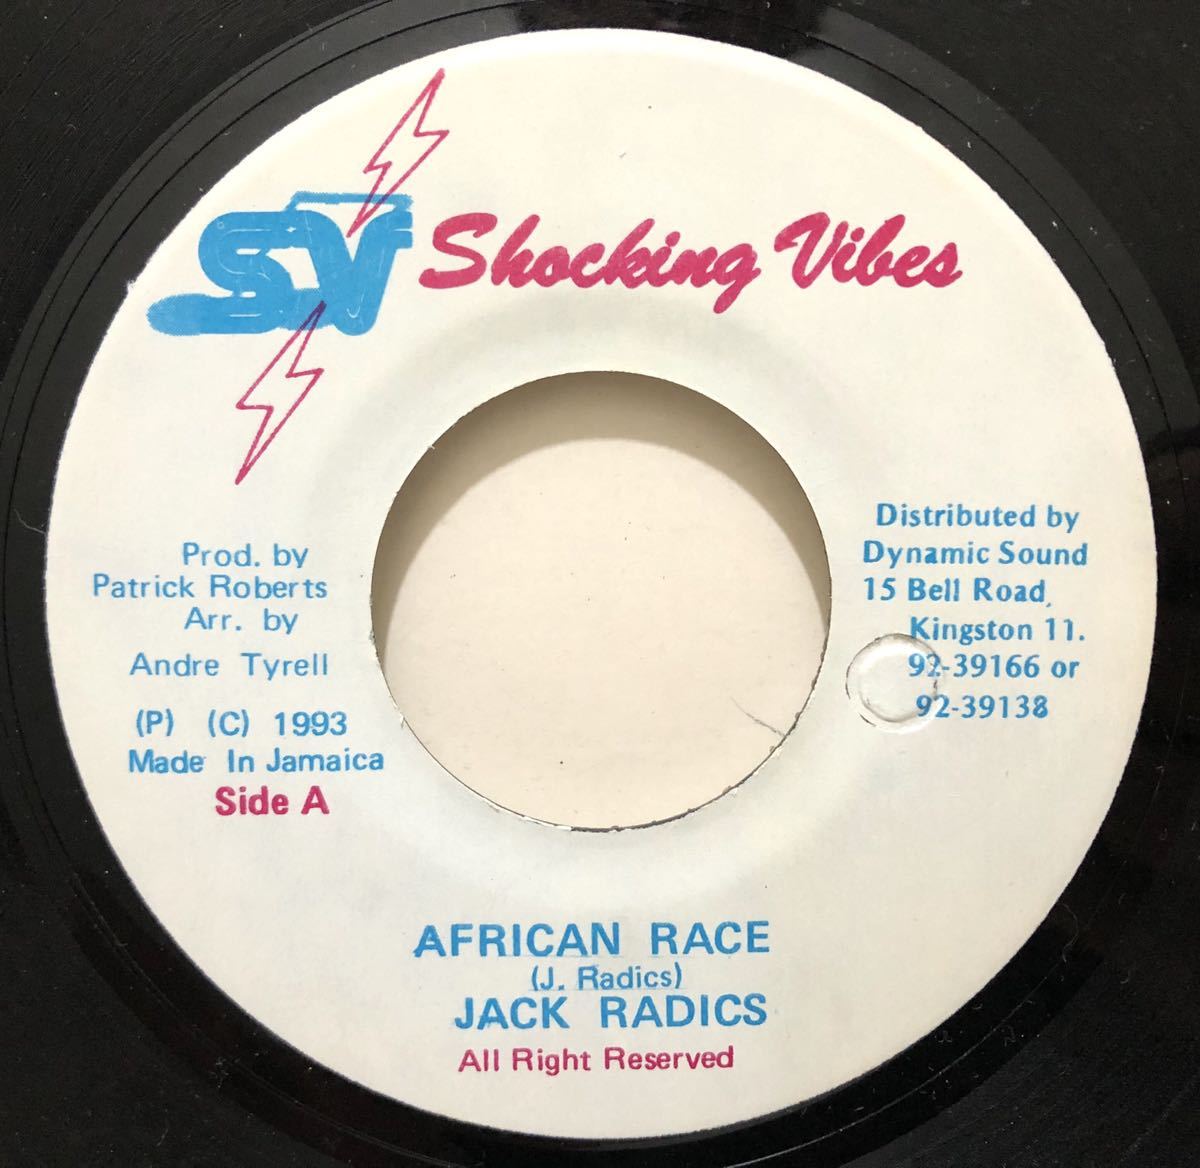 SV Shocking Vibes
Prod. by
Patrick Roberts
Arr. by
Andre Tyrell
(P) (C) 1993
Made In Jamaica
Side A
Distributed by
Dynamic Sound
15 Bell Road,
Kingston 11.
92-39166 or
92-39138
AFRICAN RACE
(J. Radics)
JACK RADICS
All Right Reserved